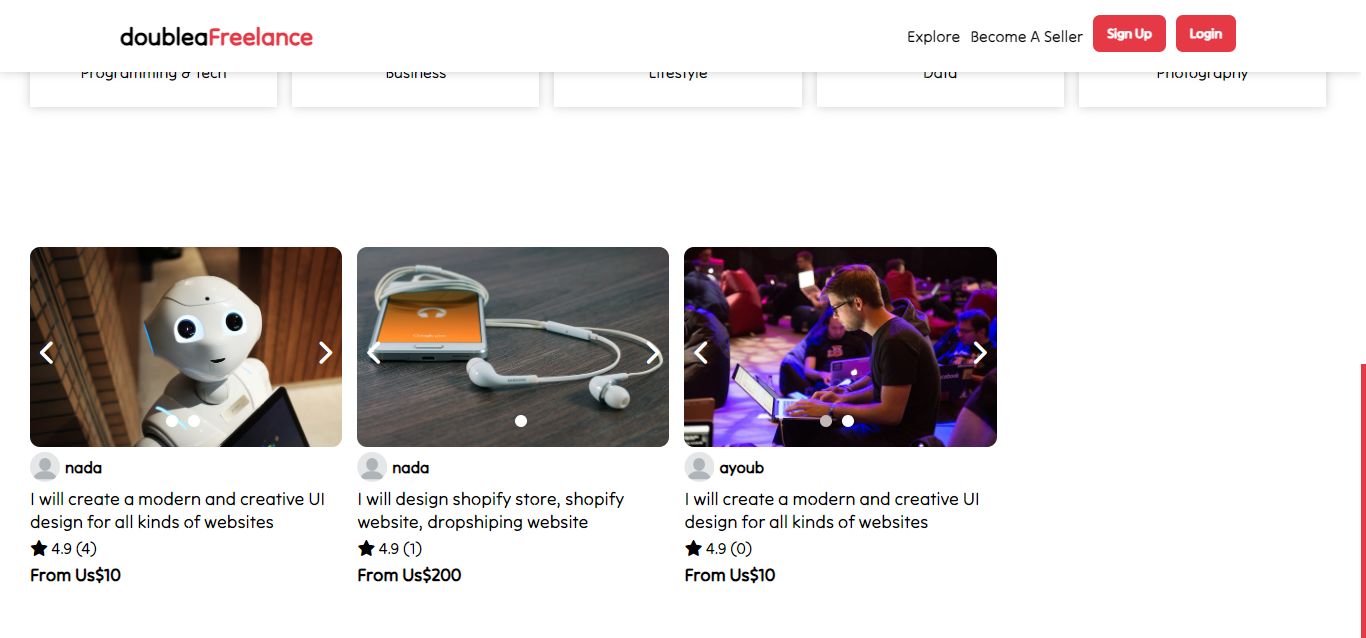 doubleaFreelance
Explore Become A Seller Sign Up Login
Programming & Tech Business Lifestyle Data Photography
nada
I will create a modern and creative UI
design for all kinds of websites
4.9 (4)
From Us$10
nada
I will design shopify store, shopify
website, dropshiping website
4.9 (1)
From Us$200
ayoub
I will create a modern and creative UI
design for all kinds of websites
4.9 (0)
From Us$10